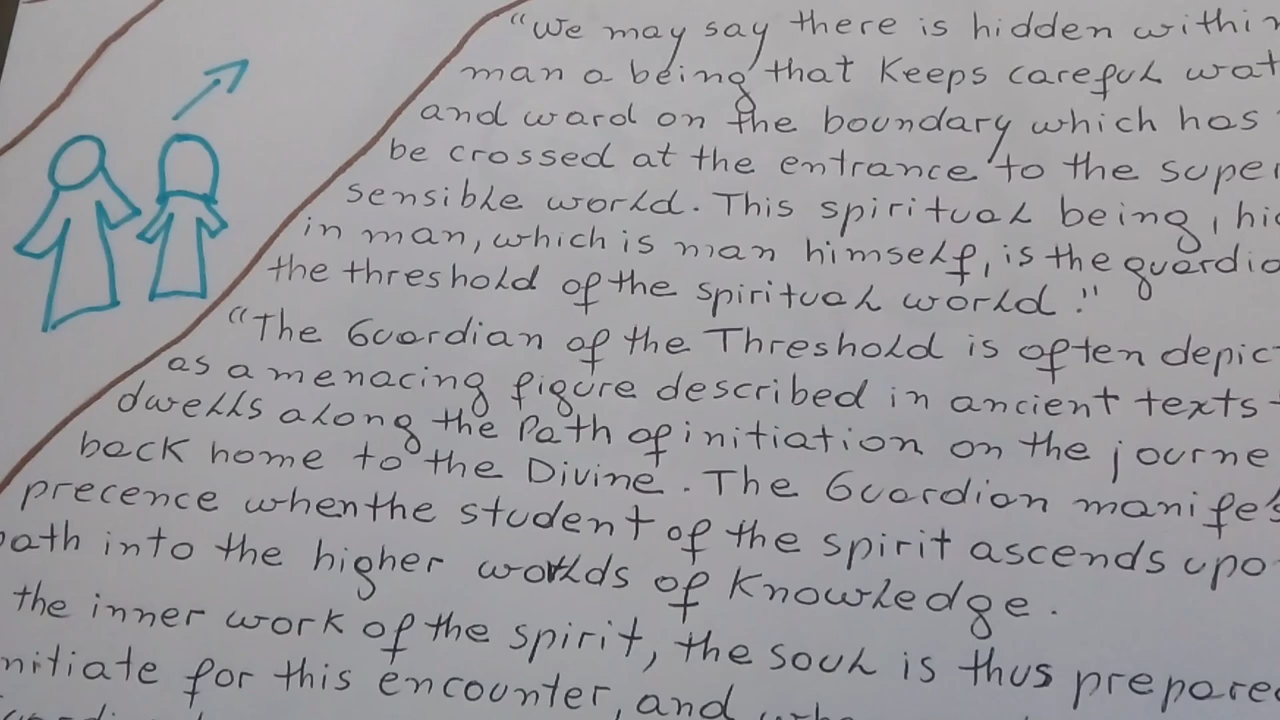 "We may say there is hidden within
man a being that Keeps careful wat
and ward on the boundary which has
be crossed at the entrance to the super
sensible world. This spiritual being, hid
in man, which is man himself, is the guardia
the threshold of the spiritual world."
"The Guardian of the Threshold is often depic
as a menacing figure described in ancient texts
dwells along the Path of initiation on the journe
back home to the Divine. The Guardian manifes
precence when the student of the spirit ascends upo
path into the higher worlds of Knowledge.
the inner work of the spirit, the soul is thus prepared
nitiate for this encounter, and